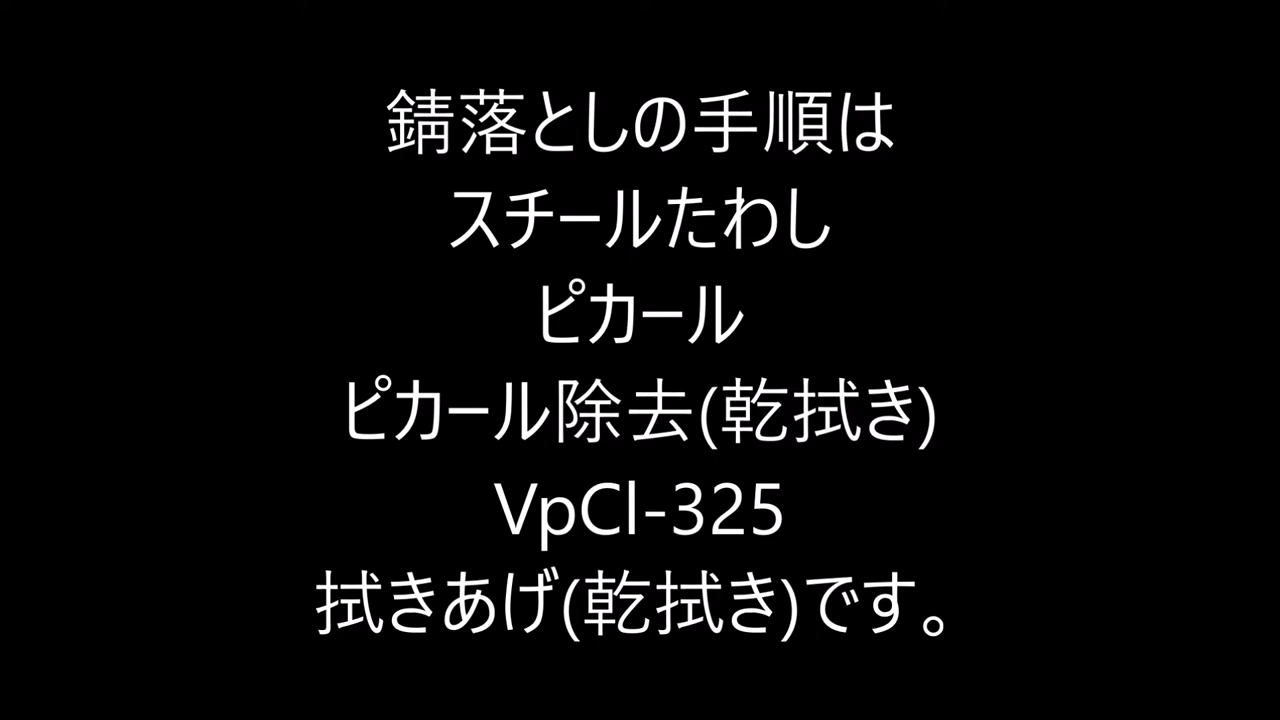 錆落としの手順は
スチールたわし
ピカール
ピカール除去(乾拭き)
VpCl-325
拭きあげ(乾拭き)です。